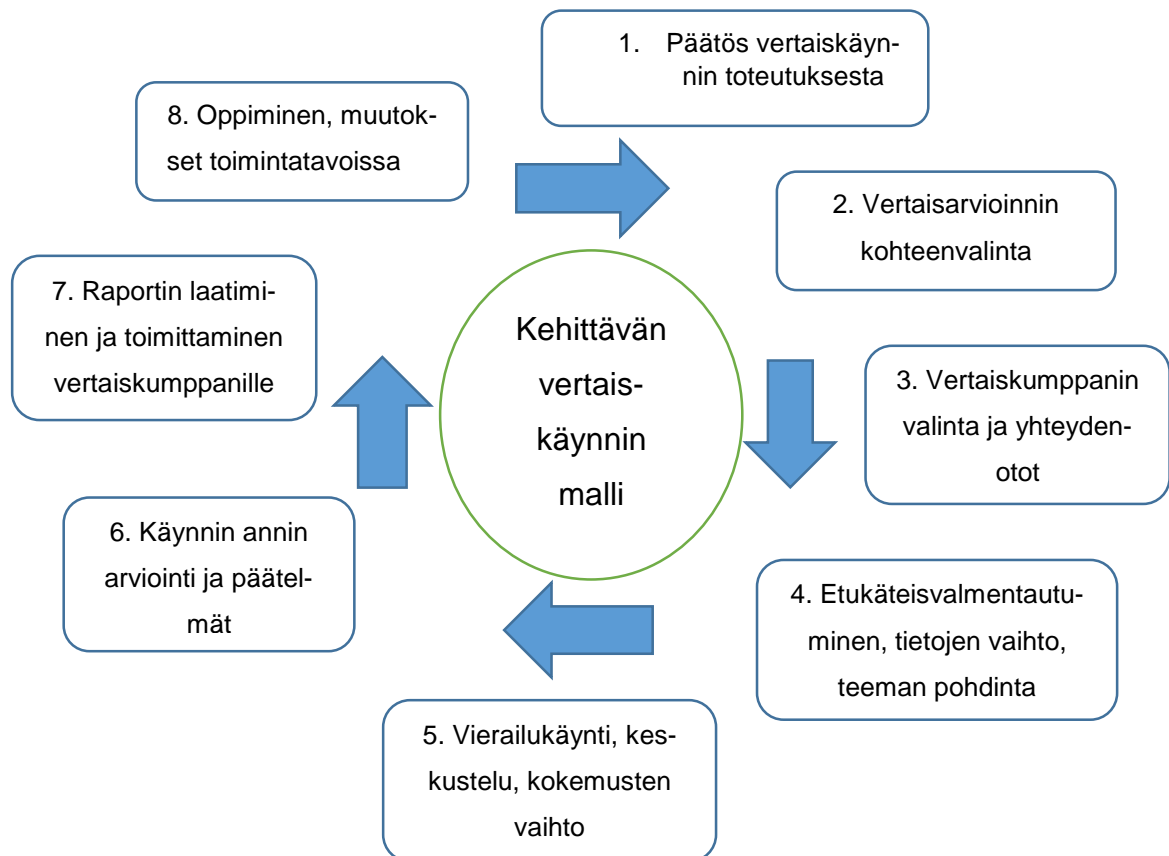 1. Päätös vertaiskäyn-
nnin toteutuksesta
2. Vertaisarvioinnin
kohteenvalinta
3. Vertaiskumppanin
valinta ja yhteyden-
otot
4. Etukäteisvalmentautu-
minen, tietojen vaihto,
teeman pohdinta
5. Vierailukäynti, kes-
kustelu, kokemusten
vaihto
6. Käynnin annin
arviointi ja päätel-
mät
7. Raportin laatimi-
nen ja toimittaminen
vertaiskumppanille
8. Oppiminen, muutok-
set toimintatavoissa
Kehittävän
vertais-
käynnin
malli